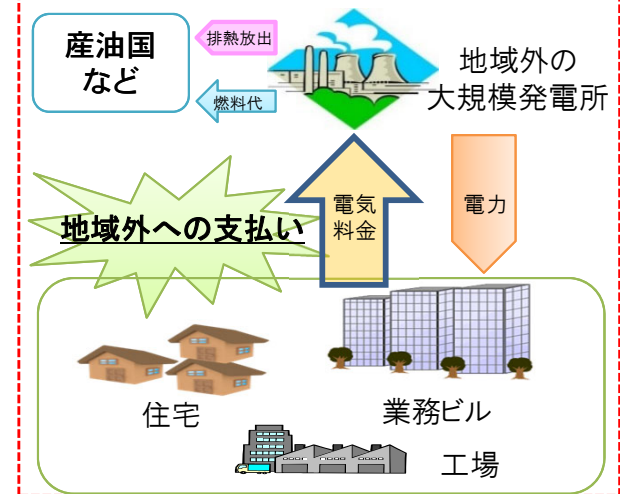 産油国
など
排熱放出
燃料代
地域外の
大規模発電所
地域外への支払い
電気
料金
電力
住宅
業務ビル
工場